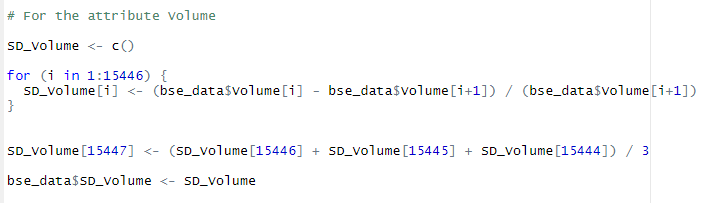 # For the attribute Volume
SD_Volume <- c()
for (i in 1:15446) {
  SD_Volume[i] <- (bse_data$Volume[i] - bse_data$Volume[i+1]) / (bse_data$Volume[i+1])
}
SD_Volume[15447] <- (SD_Volume[15446] + SD_Volume[15445] + SD_Volume[15444]) / 3
bse_data$SD_Volume <- SD_Volume